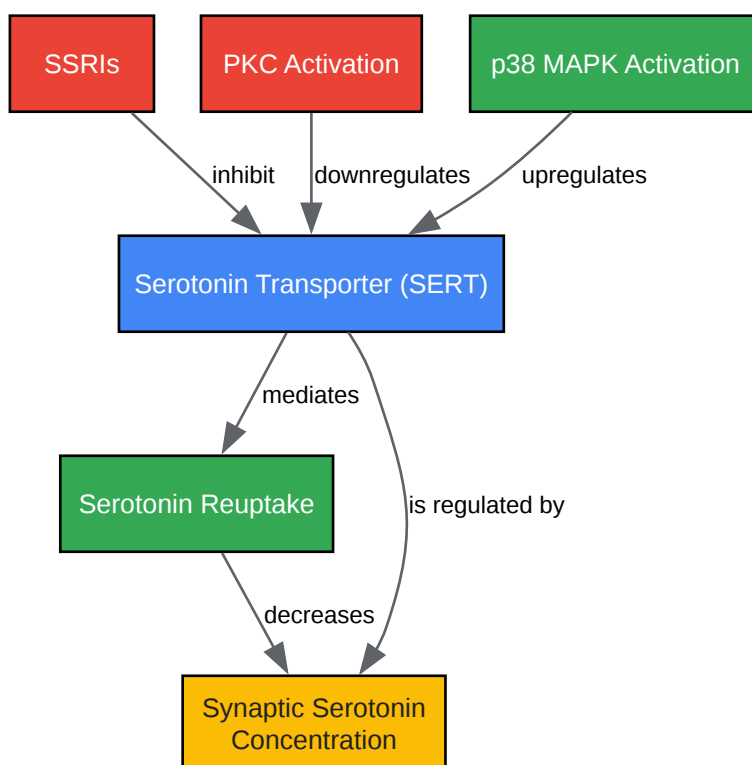 SSRIs
PKC Activation
p38 MAPK Activation
inhibit
downregulates
upregulates
Serotonin Transporter (SERT)
mediates
Serotonin Reuptake
is regulated by
decreases
Synaptic Serotonin
Concentration